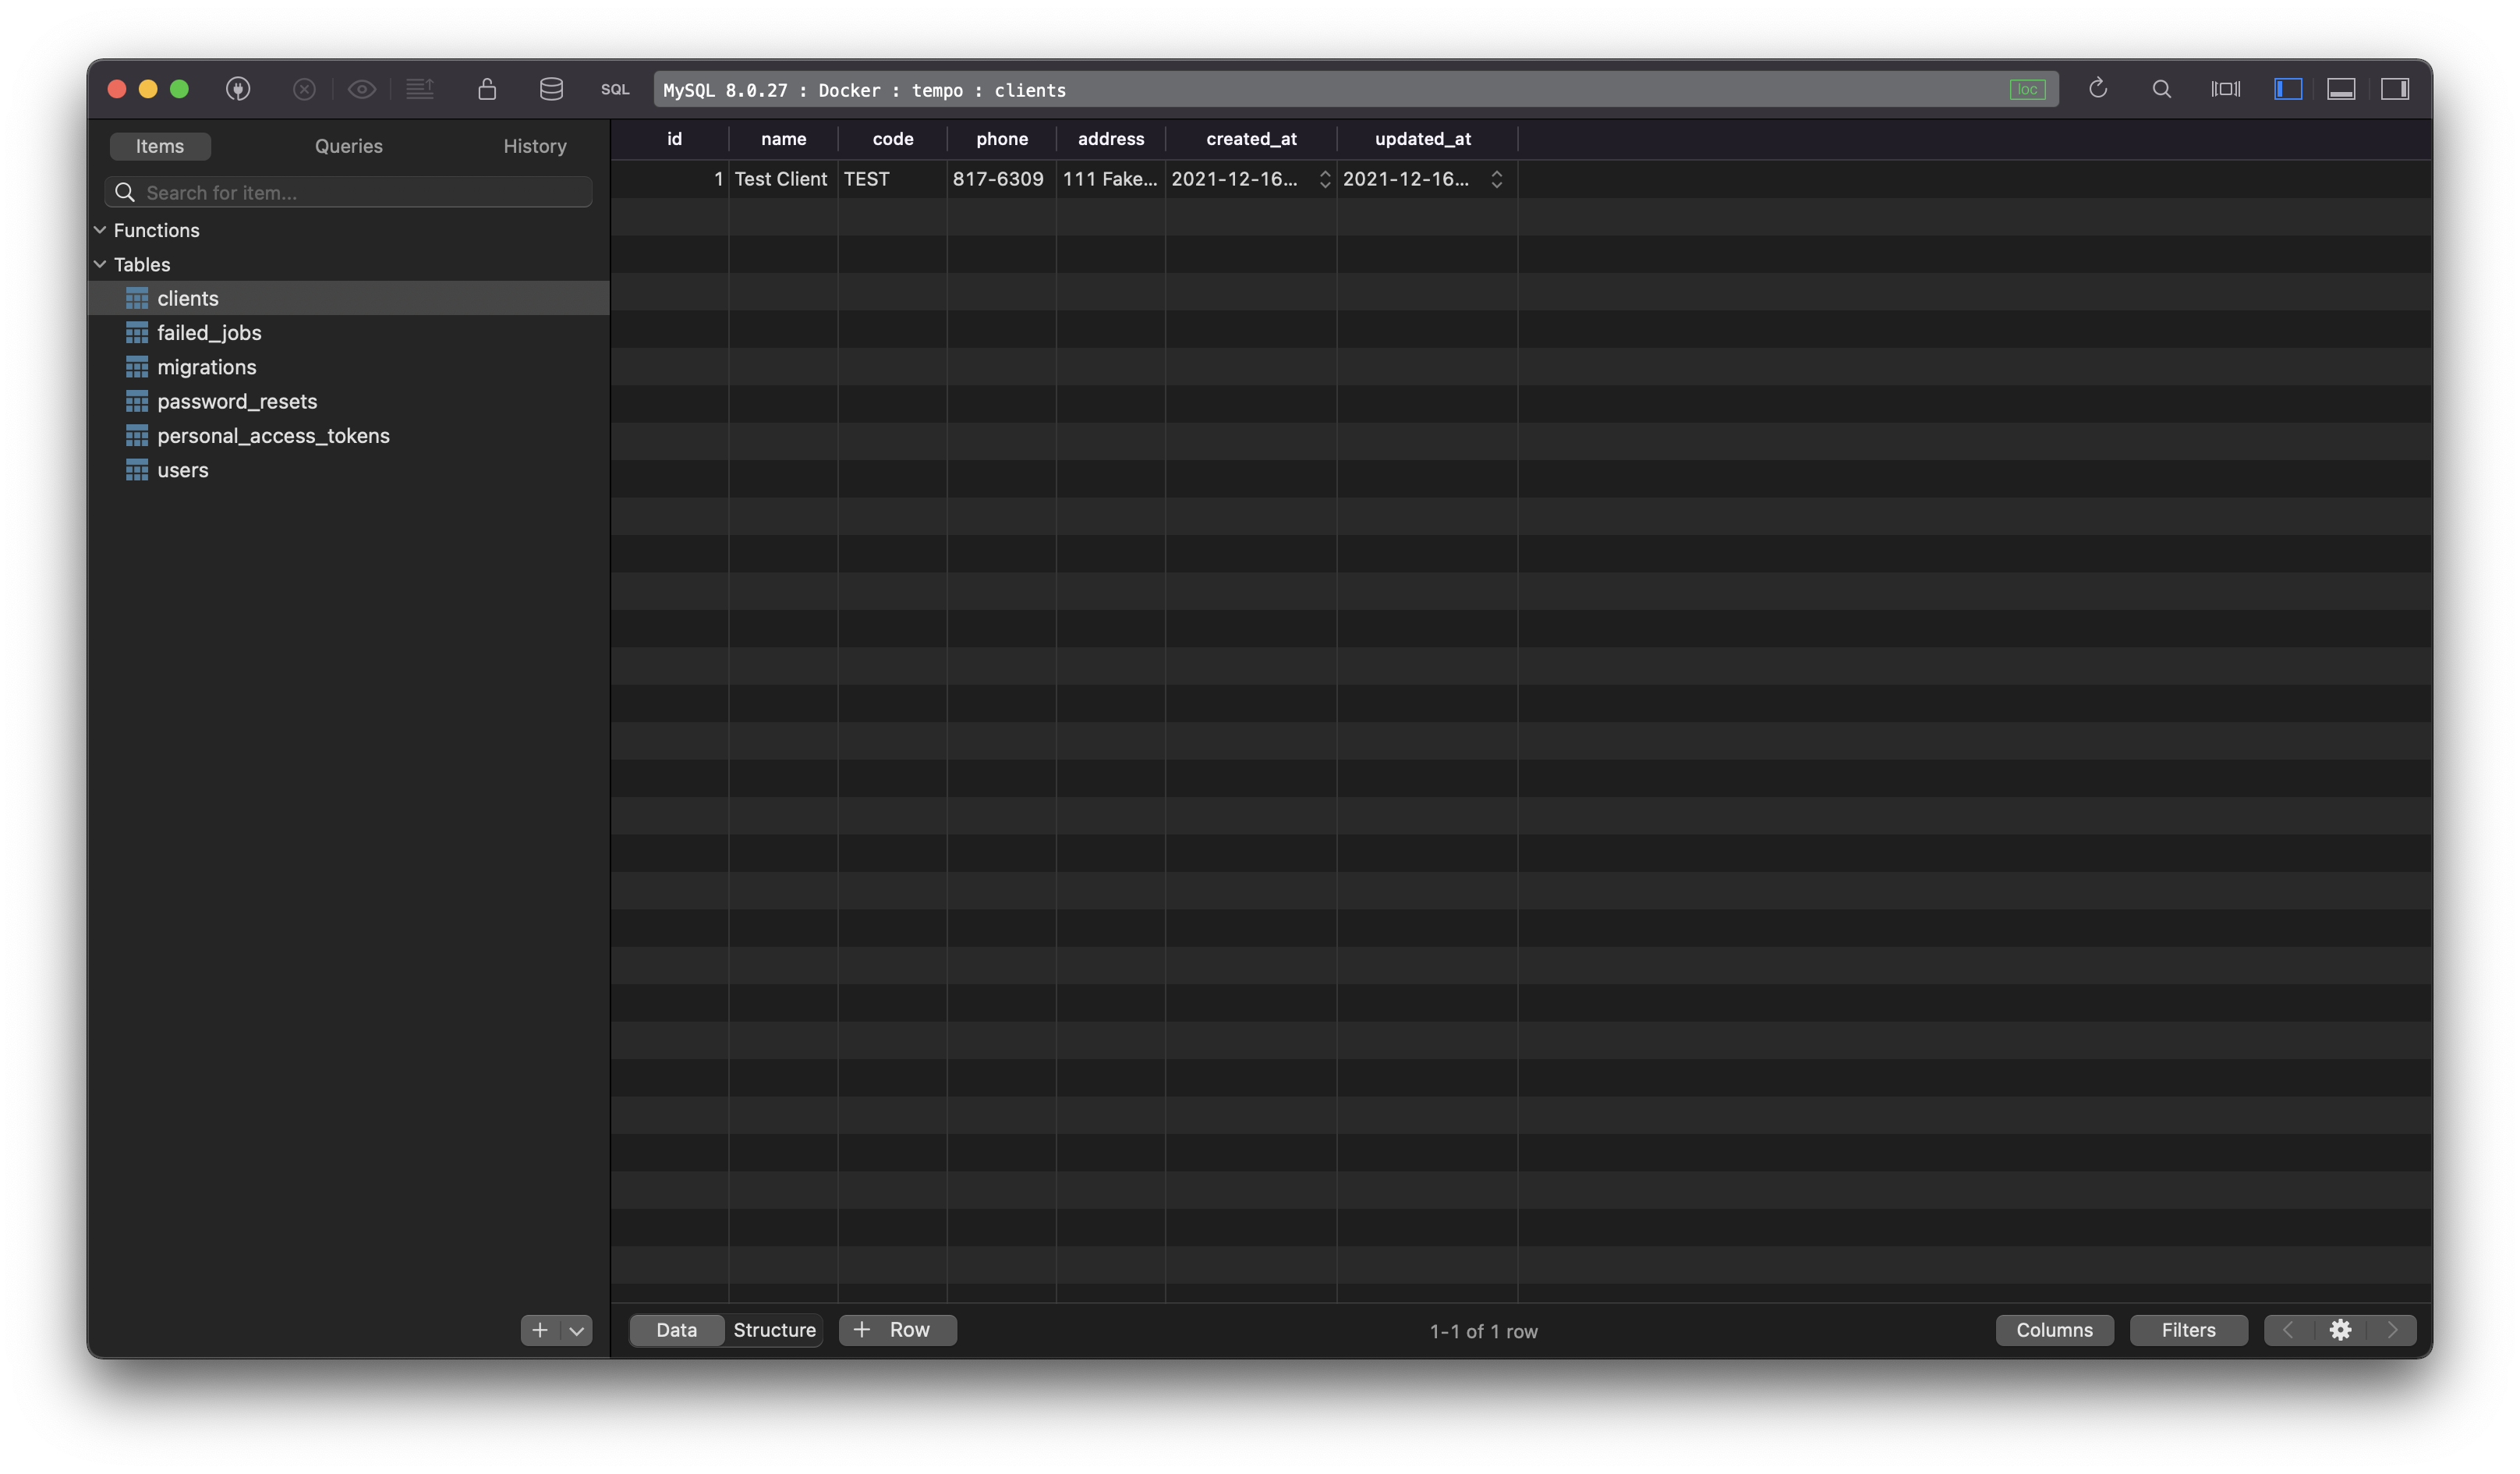 SQL
MySQL 8.0.27 : Docker : tempo : clients
loc
Items Queries History
Search for item...
Functions
Tables
clients
failed_jobs
migrations
password_resets
personal_access_tokens
users
id name code phone address created_at updated_at
1 Test Client TEST 817-6309 111 Fake... 2021-12-16... 2021-12-16...
Data Structure + Row 1-1 of 1 row Columns Filters